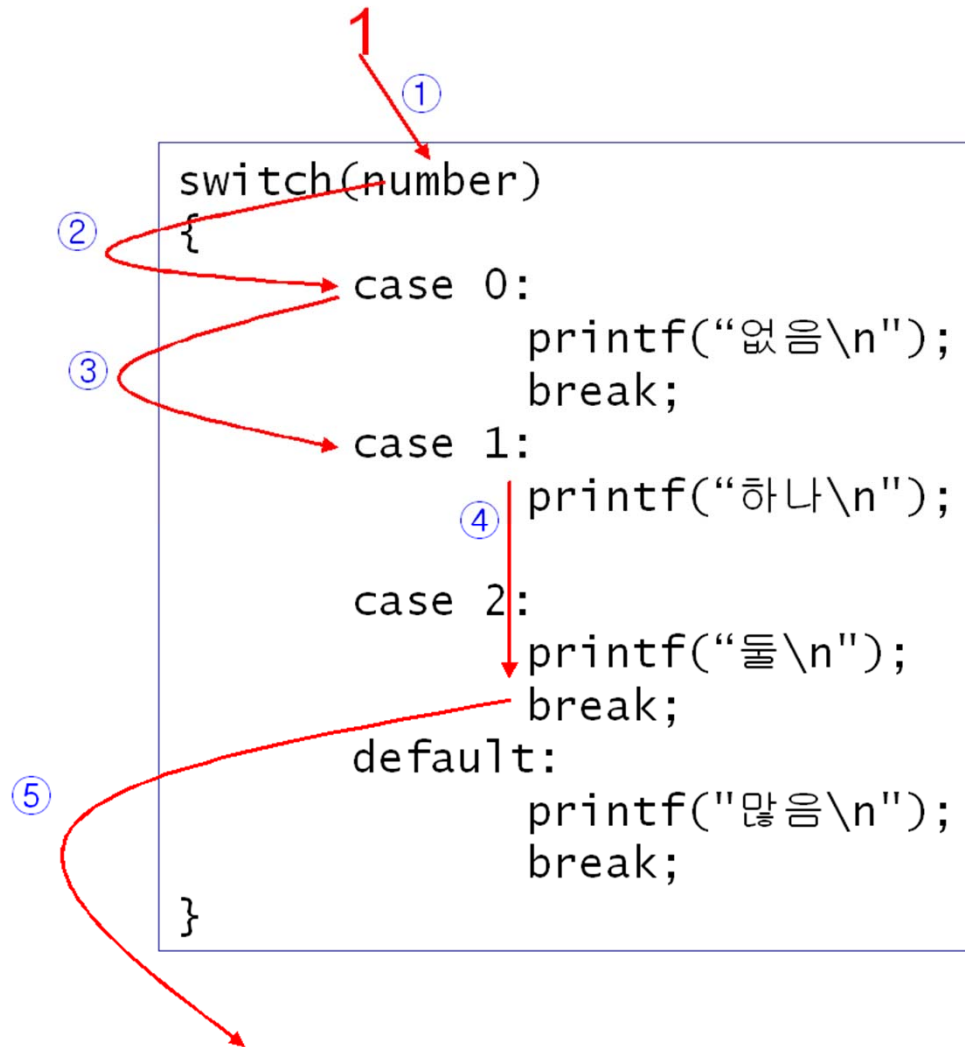 1
①
switch(number)
②
{
case 0:
printf(“없음\n");
③
break;
case 1:
printf(“하나\n");
④
case 2:
printf(“둘\n");
break;
default:
⑤
printf("많음\n");
break;
}